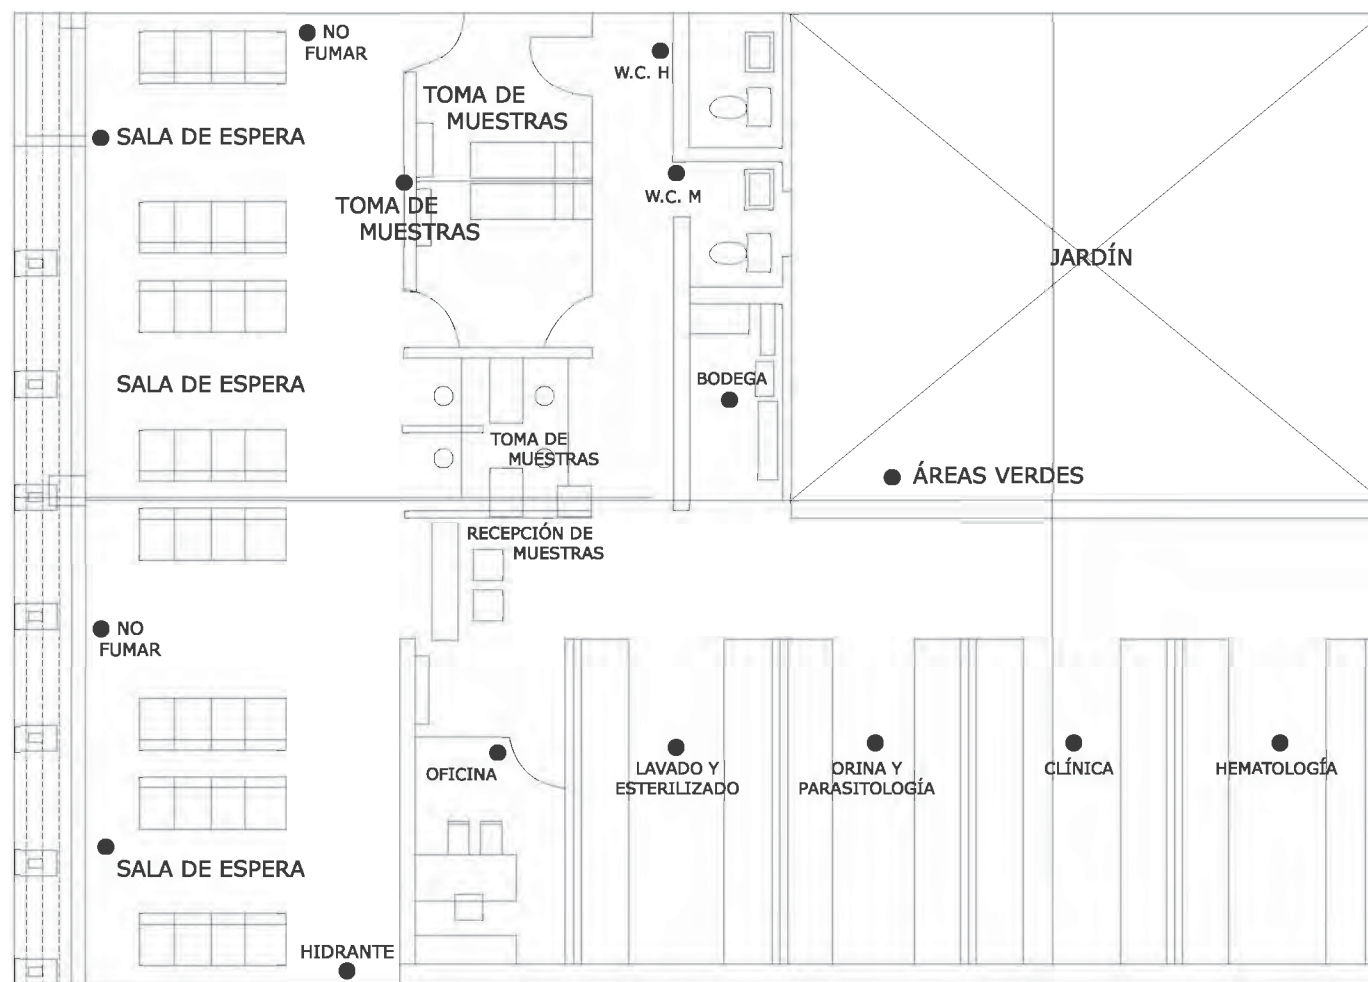 NO
FUMAR
W.C. H
TOMA DE
MUESTRAS
SALA DE ESPERA
W.C. M
TOMA DE
MUESTRAS
JARDÍN
SALA DE ESPERA
BODEGA
TOMA DE
MUESTRAS
ÁREAS VERDES
RECEPCIÓN DE
MUESTRAS
NO
FUMAR
OFICINA
LAVADO Y
ESTERILIZADO
ORINA Y
PARASITOLOGÍA
CLÍNICA
HEMATOLOGÍA
SALA DE ESPERA
HIDRANTE